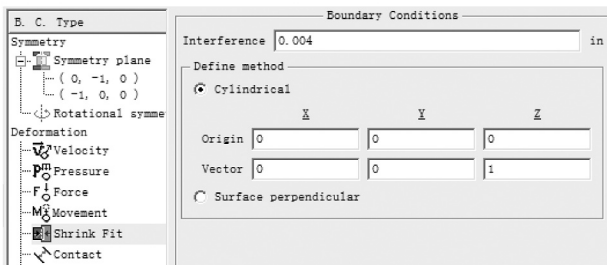 B. C. Type
Symmetry
Symmetry plane
( 0, -1, 0 )
( -1, 0, 0 )
Rotational symme
Deformation
Velocity
Pressure
Force
Movement
Shrink Fit
Contact
Boundary Conditions
Interference 0.004 in
Define method
Cylindrical
X Y Z
Origin 0 0 0
Vector 0 0 1
Surface perpendicular